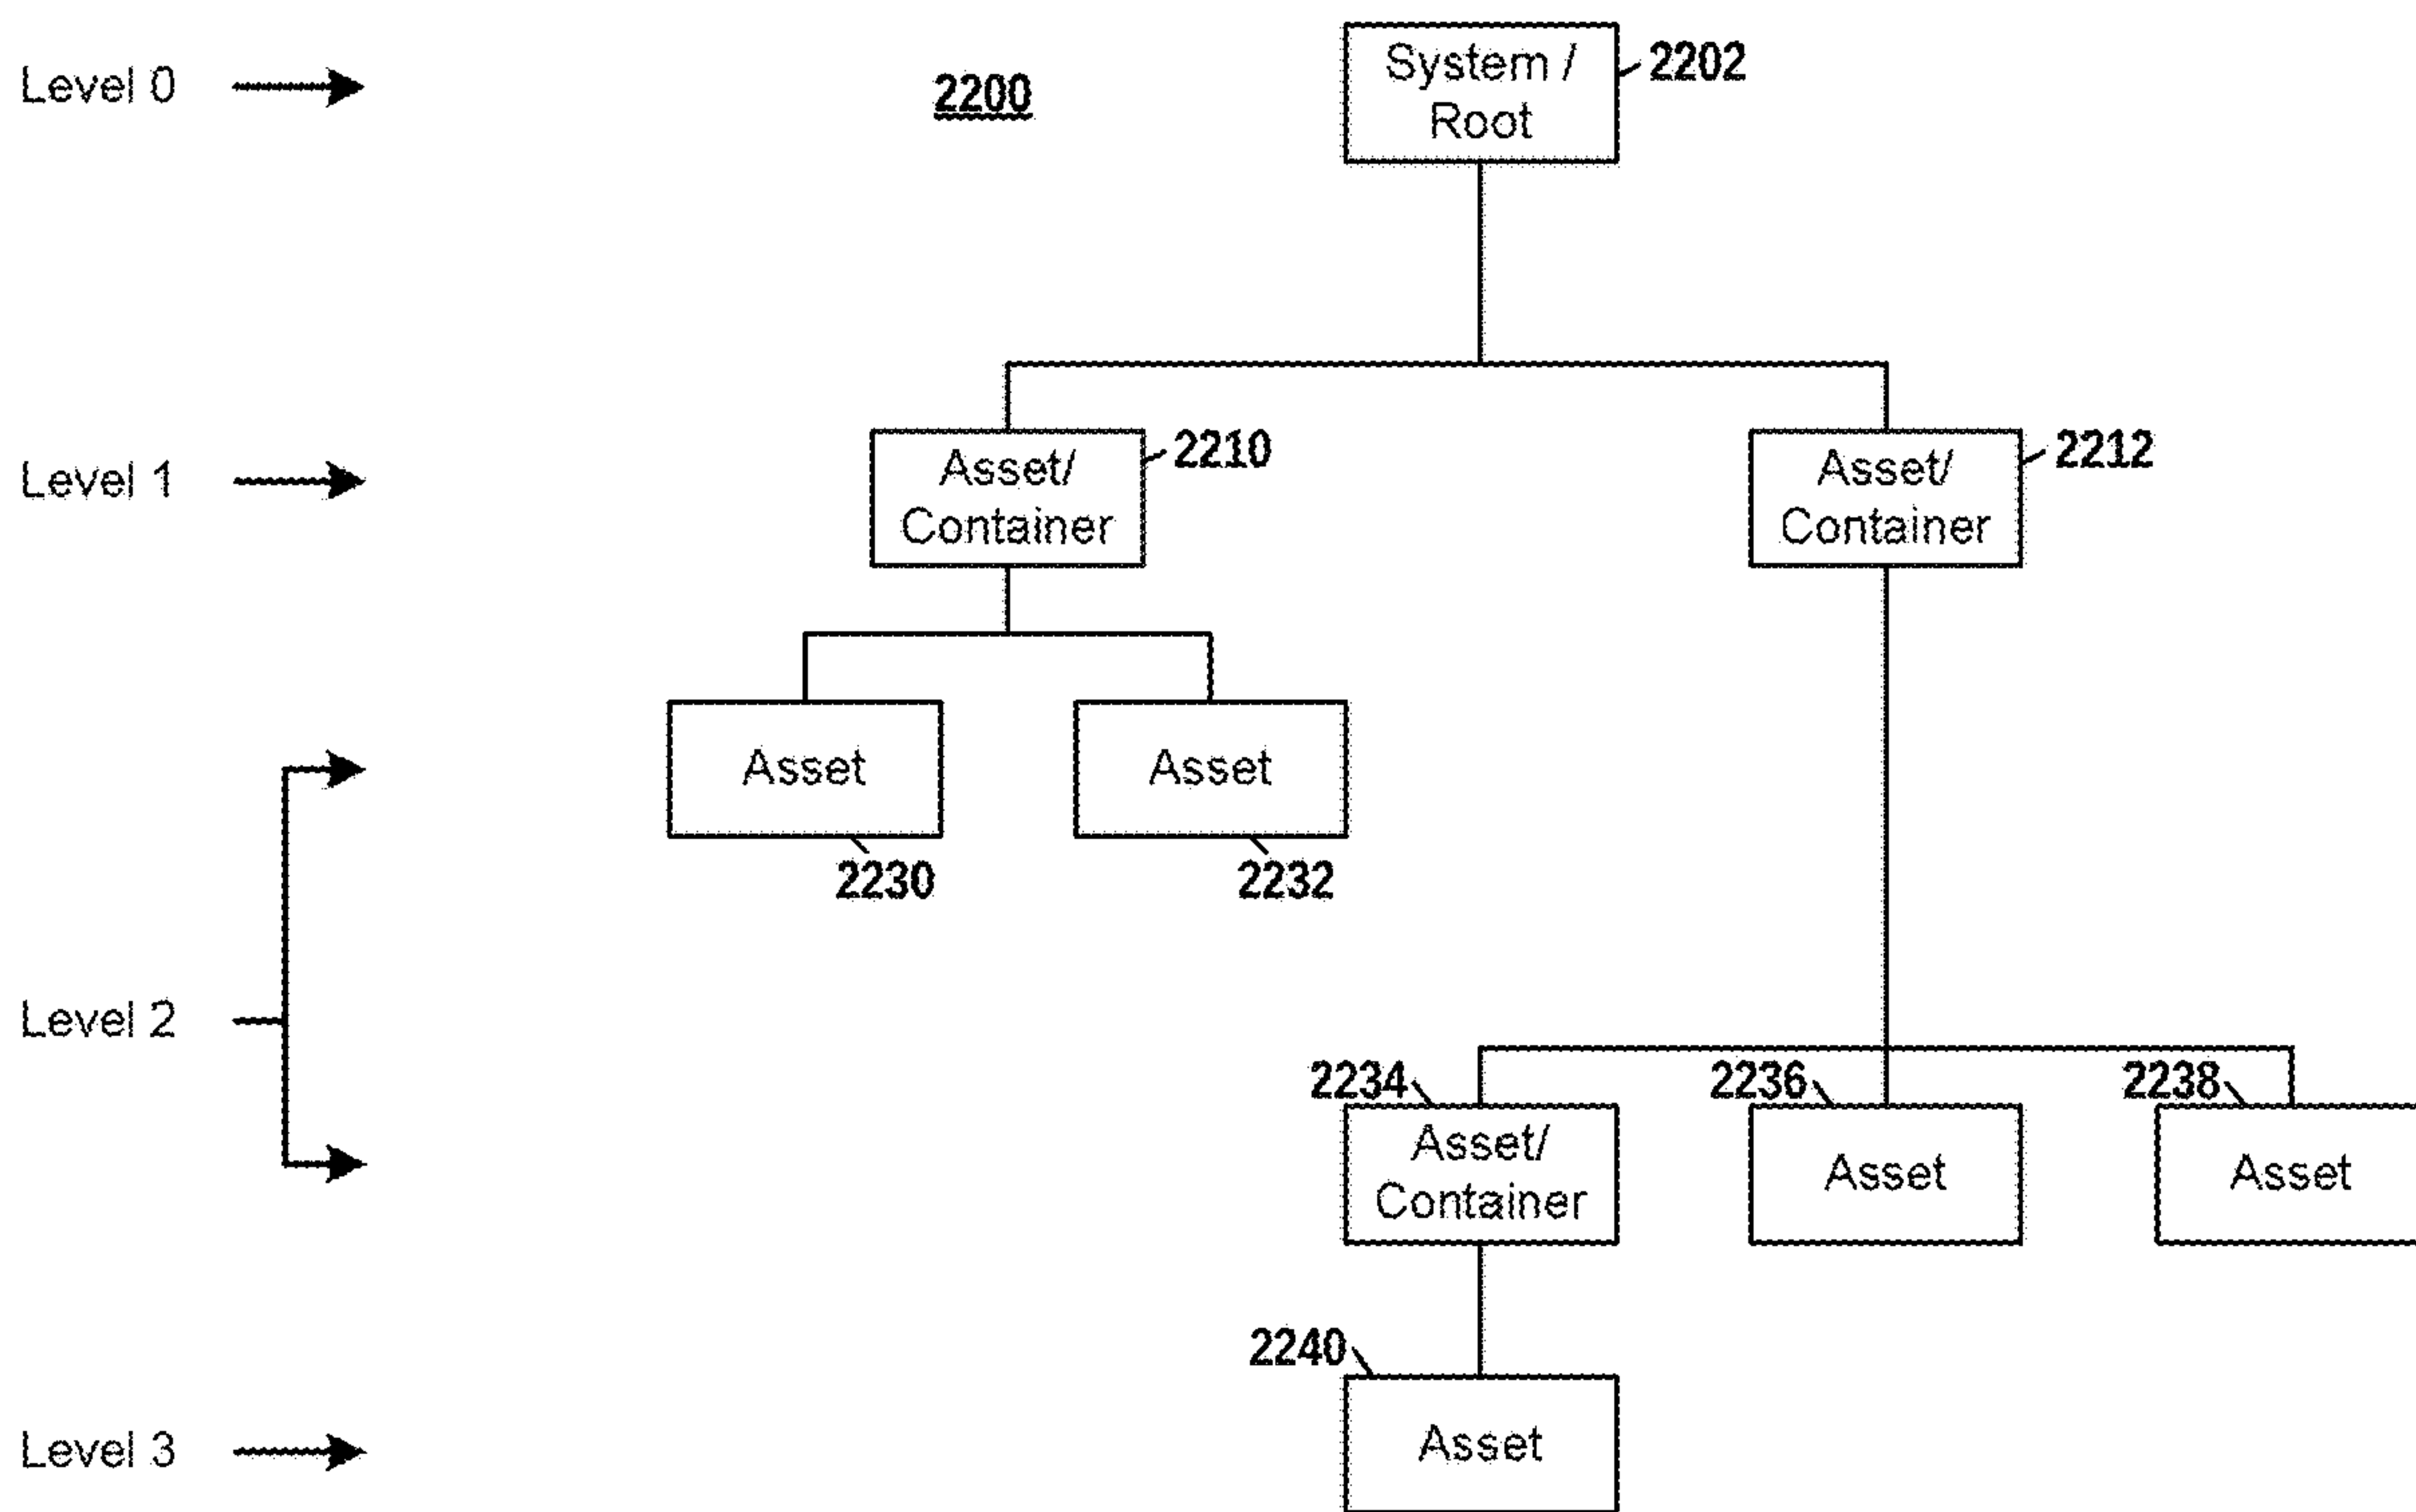 Level 0
2200
System /
Root
2202
Level 1
Asset/
Container
2210
Asset/
Container
2212
Asset
2230
Asset
2232
Level 2
2234
Asset/
Container
2236
Asset
2238
Asset
2240
Asset
Level 3